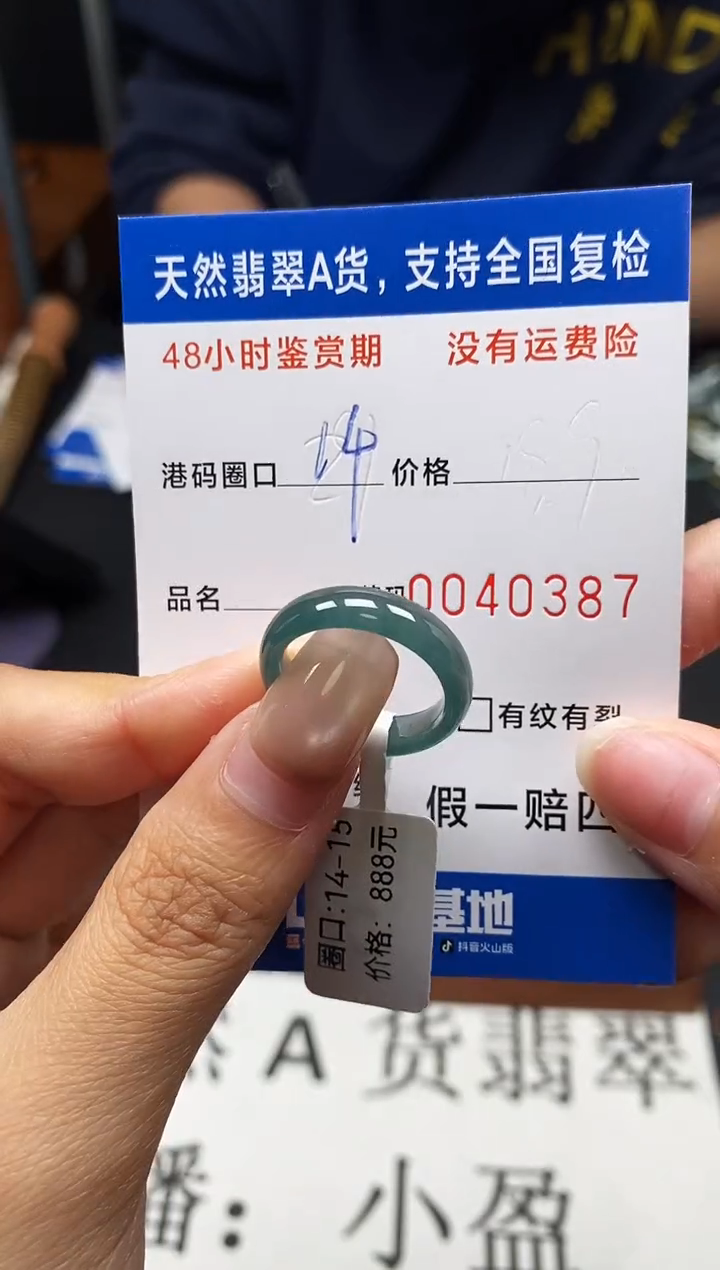 天然翡翠A货，支持全国复检
48小时鉴赏期 没有运费险
港码圈口 14 价格
品名 0040387
有纹有裂
假一赔四
圈口:14-15
价格: 888元
基地
抖音火山版
A货翡翠
播：小盈